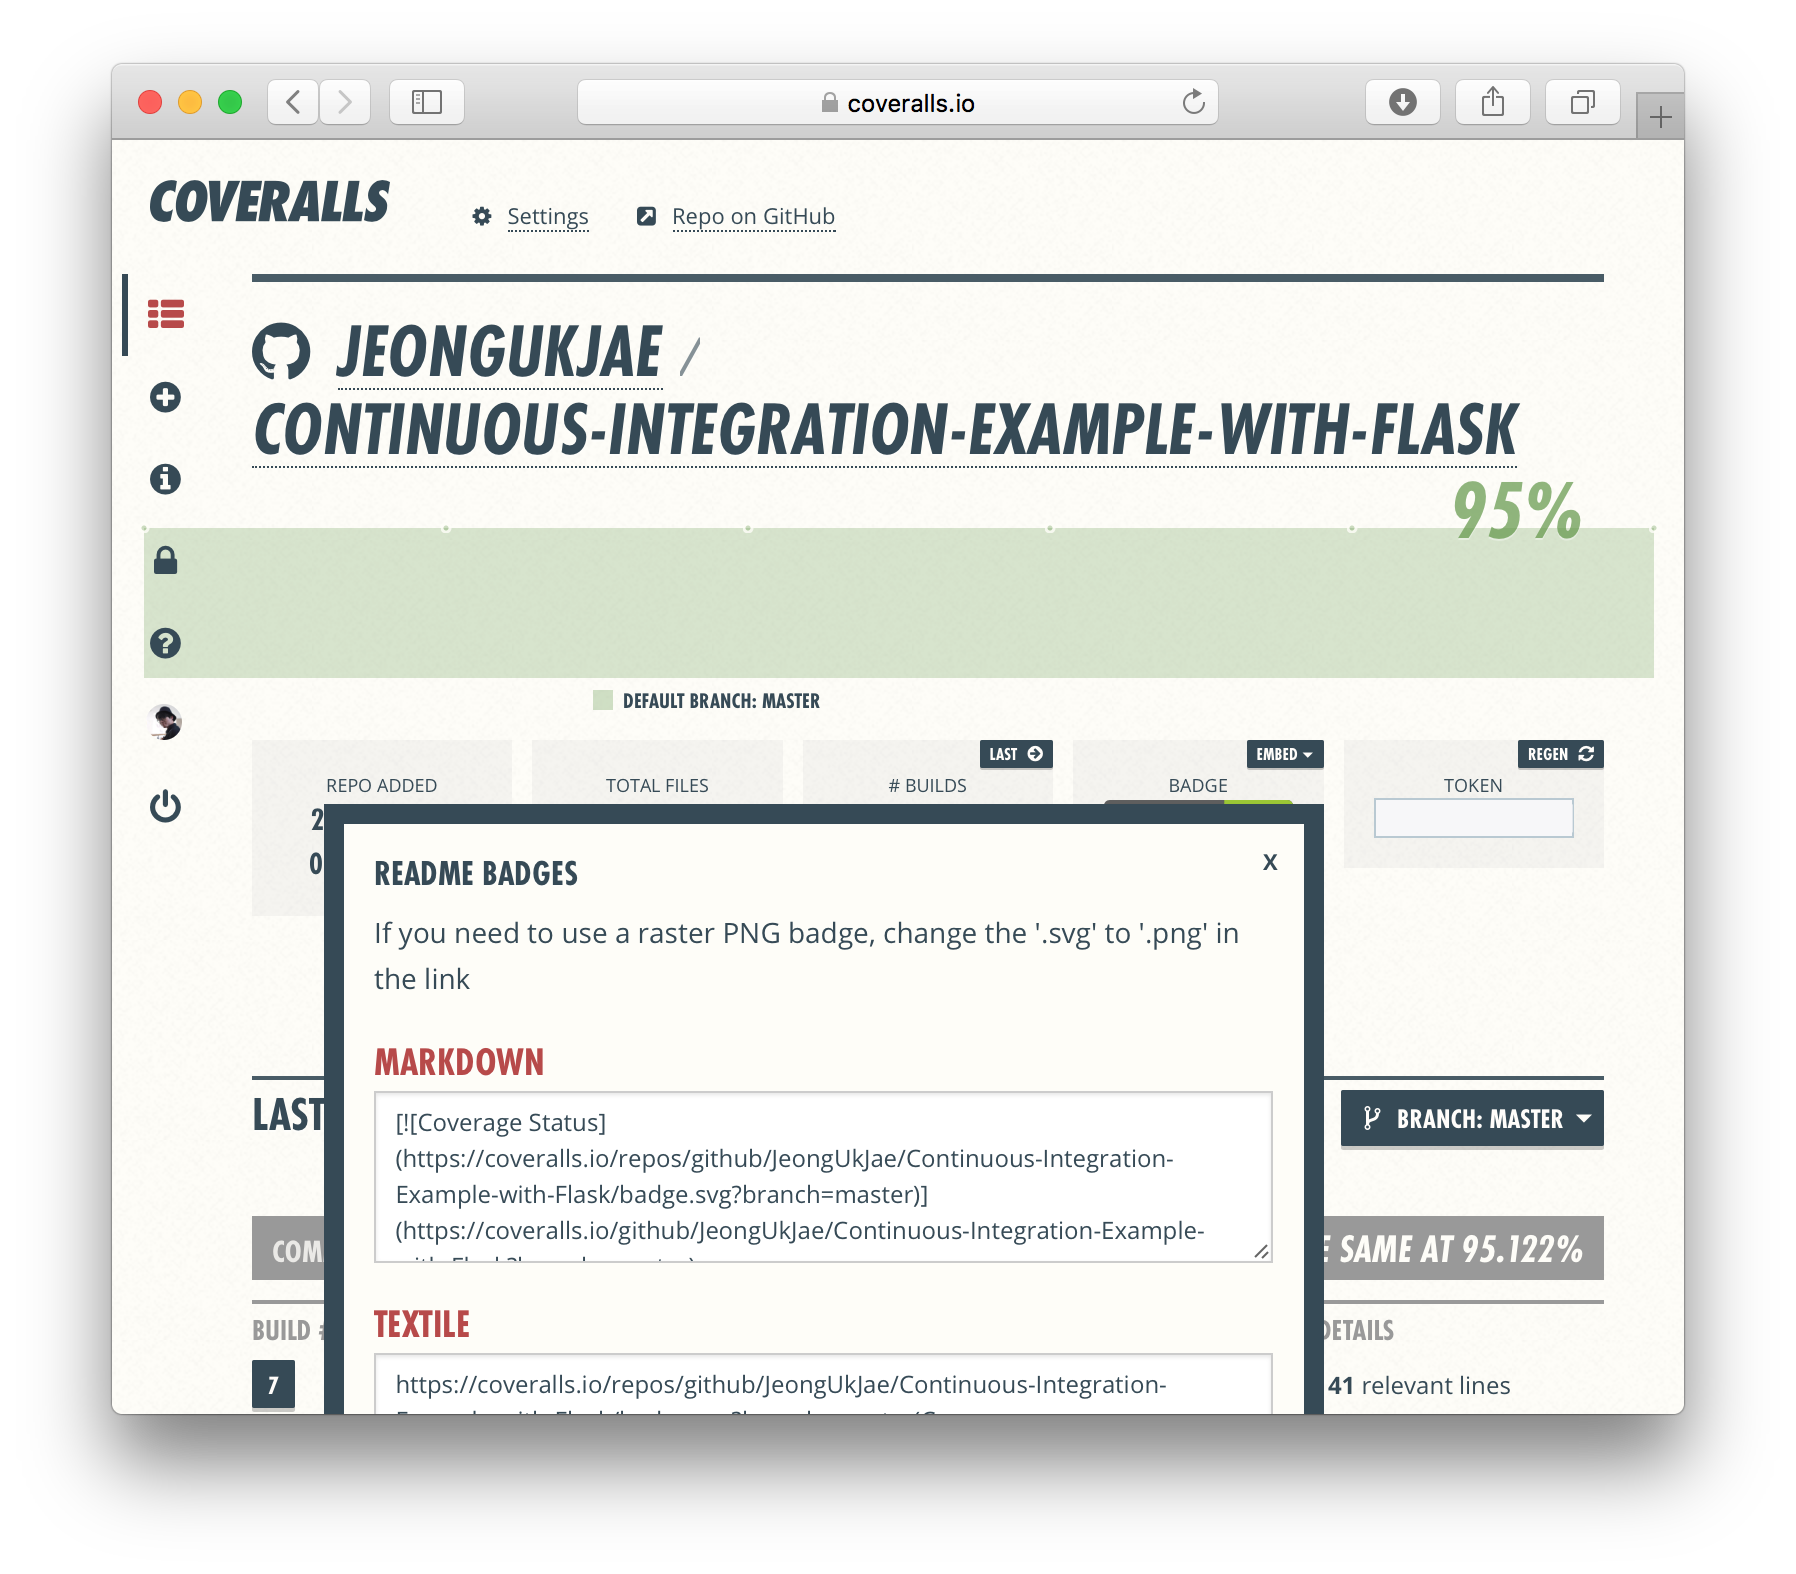 coveralls.io
COVERALLS
Settings
Repo on GitHub
JEONGUKJAE /
CONTINUOUS-INTEGRATION-EXAMPLE-WITH-FLASK
95%
DEFAULT BRANCH: MASTER
LAST
EMBED
REGEN
REPO ADDED
TOTAL FILES
# BUILDS
BADGE
TOKEN
2
0
README BADGES
X
If you need to use a raster PNG badge, change the '.svg' to '.png' in
the link
MARKDOWN
[![Coverage Status]
(https://coveralls.io/repos/github/JeongUkJae/Continuous-Integration-
Example-with-Flask/badge.svg?branch=master)]
(https://coveralls.io/github/JeongUkJae/Continuous-Integration-Example-
LAST
BRANCH: MASTER
COM
SAME AT 95.122%
TEXTILE
BUILD #
DETAILS
https://coveralls.io/repos/github/JeongUkJae/Continuous-Integration-
7
41 relevant lines